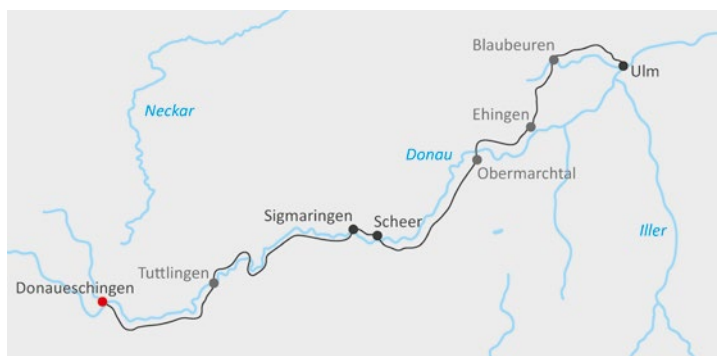 Blaubeuren
Ulm
Neckar
Ehingen
Donau
Obermarchtal
Sigmaringen
Scheer
Iller
Tuttlingen
Donaueschingen